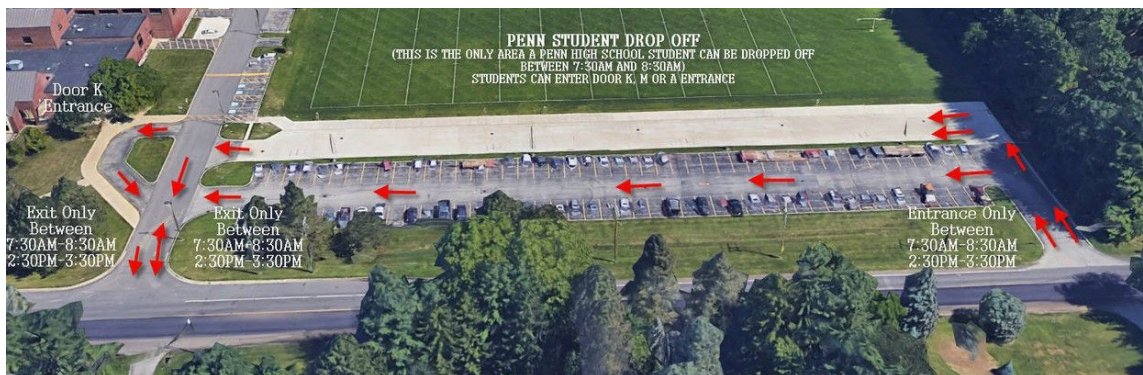 PENN STUDENT DROP OFF
(THIS IS THE ONLY AREA A PENN HIGH SCHOOL STUDENT CAN BE DROPPED OFF
BETWEEN 7:30AM AND 8:30AM)
STUDENTS CAN ENTER DOOR K, M OR A ENTRANCE
Door K
Entrance
Exit Only
Between
7:30AM-8:30AM
2:30PM-3:30PM
Exit Only
Between
7:30AM-8:30AM
2:30PM-3:30PM
Entrance Only
Between
7:30AM-8:30AM
2:30PM-3:30PM